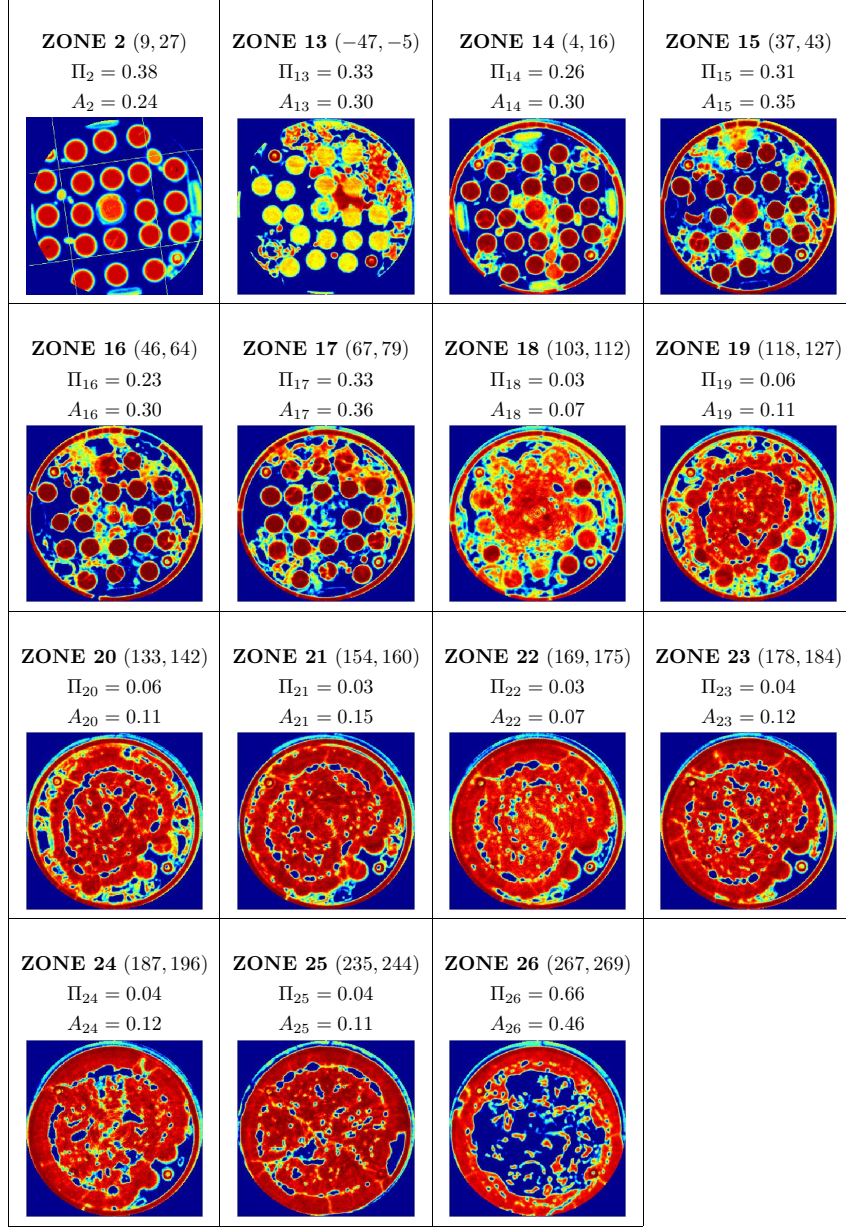 ZONE 2 (9, 27) ZONE 13 (−47, −5) ZONE 14 (4, 16) ZONE 15 (37, 43)
Π₂ = 0.38 Π₁₃ = 0.33 Π₁₄ = 0.26 Π₁₅ = 0.31
A₂ = 0.24 A₁₃ = 0.30 A₁₄ = 0.30 A₁₅ = 0.35
ZONE 16 (46, 64) ZONE 17 (67, 79) ZONE 18 (103, 112) ZONE 19 (118, 127)
Π₁₆ = 0.23 Π₁₇ = 0.33 Π₁₈ = 0.03 Π₁₉ = 0.06
A₁₆ = 0.30 A₁₇ = 0.36 A₁₈ = 0.07 A₁₉ = 0.11
ZONE 20 (133, 142) ZONE 21 (154, 160) ZONE 22 (169, 175) ZONE 23 (178, 184)
Π₂₀ = 0.06 Π₂₁ = 0.03 Π₂₂ = 0.03 Π₂₃ = 0.04
A₂₀ = 0.11 A₂₁ = 0.15 A₂₂ = 0.07 A₂₃ = 0.12
ZONE 24 (187, 196) ZONE 25 (235, 244) ZONE 26 (267, 269)
Π₂₄ = 0.04 Π₂₅ = 0.04 Π₂₆ = 0.66
A₂₄ = 0.12 A₂₅ = 0.11 A₂₆ = 0.46